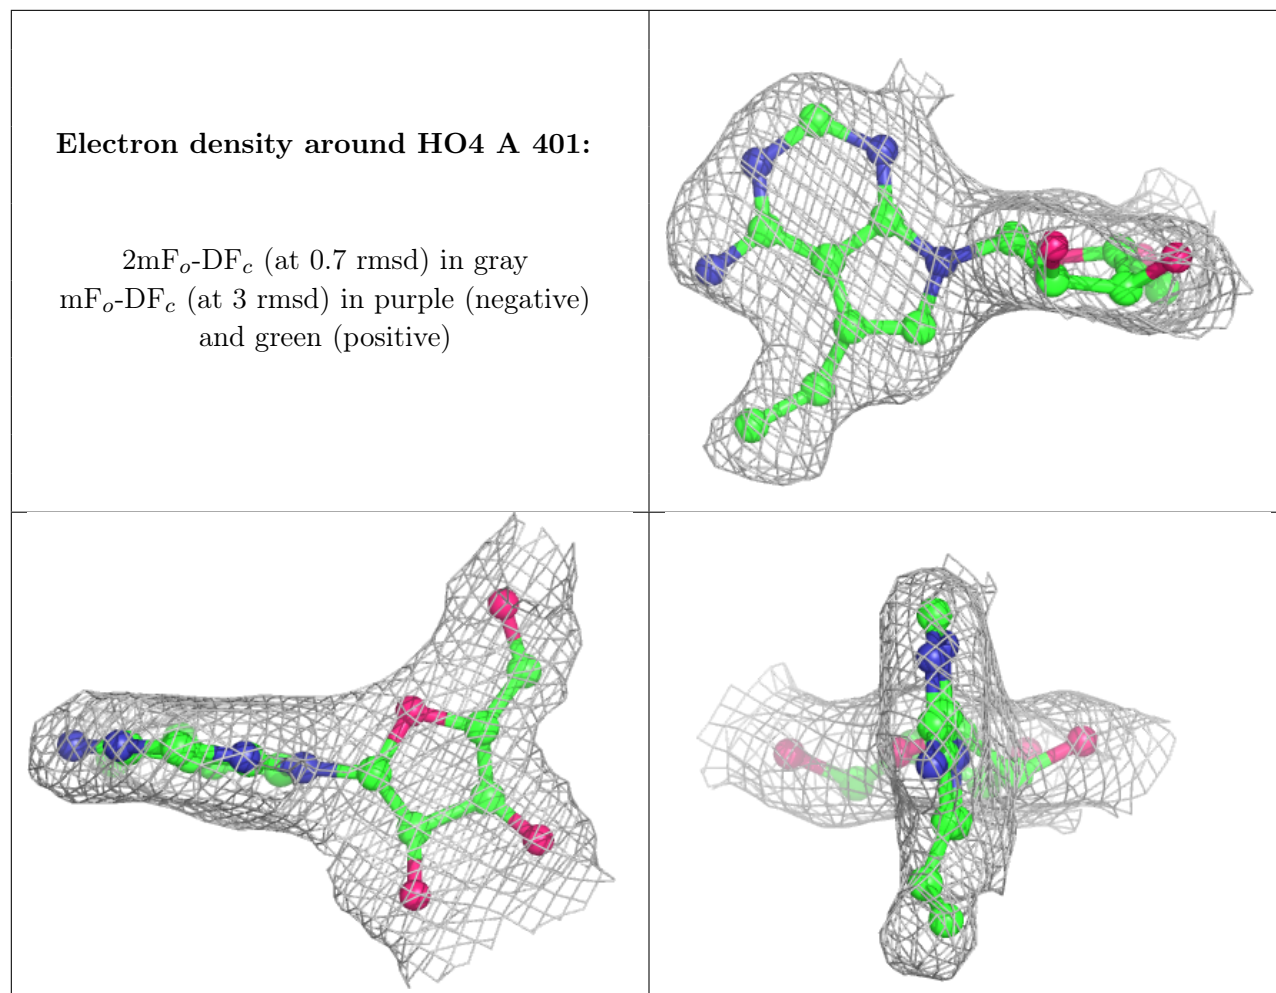 Electron density around HO4 A 401:
2mFo-DFc (at 0.7 rmsd) in gray
mFo-DFc (at 3 rmsd) in purple (negative)
and green (positive)